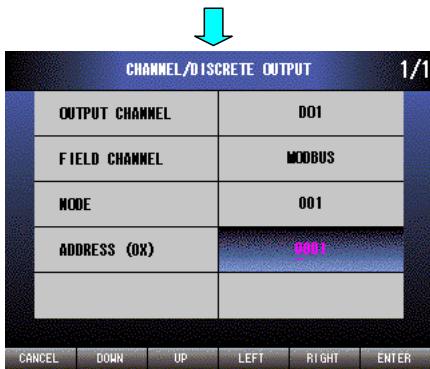 CHANNEL/DISCRETE OUTPUT 1/1
OUTPUT CHANNEL DO1
FIELD CHANNEL MODBUS
NODE 001
ADDRESS (0X) 0001
CANCEL DOWN UP LEFT RIGHT ENTER